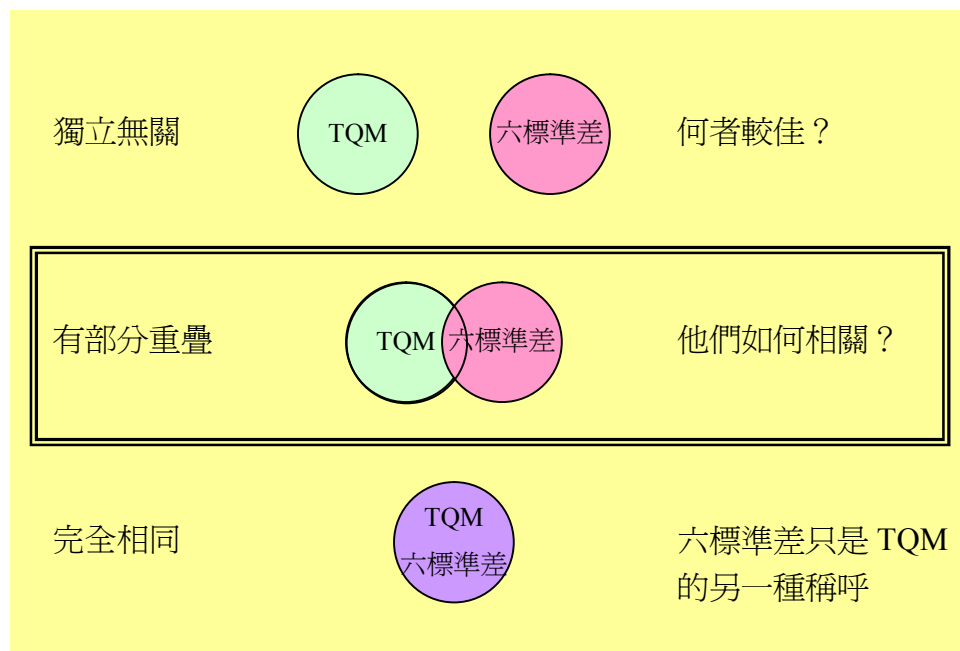 獨立無關
TQM
六標準差
何者較佳？
有部分重疊
TQM
六標準差
他們如何相關？
完全相同
TQM
六標準差
六標準差只是 TQM
的另一種稱呼